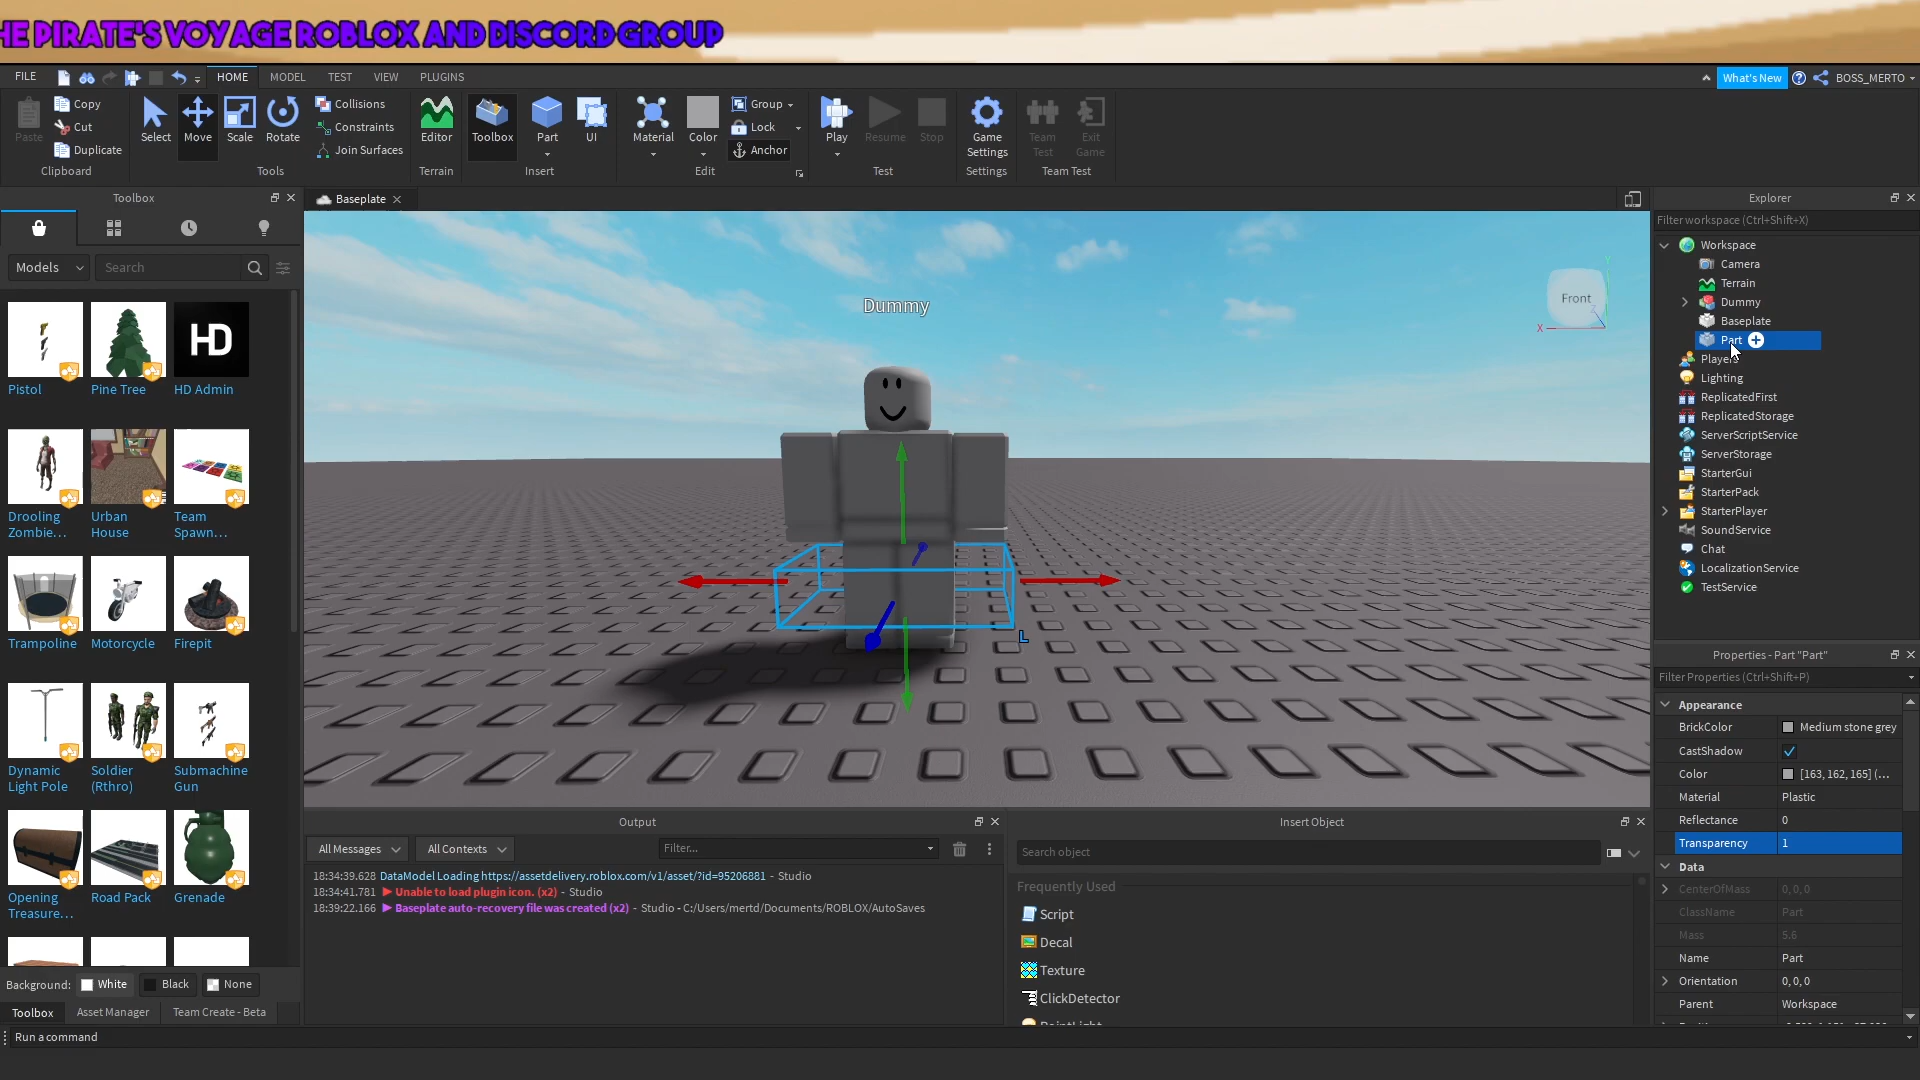 HE PIRATE'S VOYAGE ROBLOX AND DISCORD GROUP
FILE
HOME
MODEL
TEST
VIEW
PLUGINS
What's New
BOSS_MERTO
Paste
Copy
Cut
Duplicate
Clipboard
Select
Move
Scale
Rotate
Collisions
Constraints
Join Surfaces
Tools
Editor
Terrain
Toolbox
Part
UI
Insert
Material
Color
Group
Lock
Anchor
Edit
Play
Resume
Stop
Test
Game
Settings
Settings
Team
Test
Exit
Game
Team Test
Toolbox
Models
Search
Pistol
Pine Tree
HD
HD Admin
Drooling
Zombie...
Urban
House
Team
Spawn...
Trampoline
Motorcycle
Firepit
Dynamic
Light Pole
Soldier
(Rthro)
Submachine
Gun
Opening
Treasure...
Road Pack
Grenade
Background:
White
Black
None
Toolbox
Asset Manager
Team Create - Beta
Run a command
Baseplate
Dummy
Front
X
Y
Z
L
Output
All Messages
All Contexts
Filter...
18:34:39.628 DataModel Loading https://assetdelivery.roblox.com/v1/asset/?id=95206881 - Studio
18:34:41.781 Unable to load plugin icon. (x2) - Studio
18:39:22.166 Baseplate auto-recovery file was created (x2) - Studio - C:/Users/mertd/Documents/ROBLOX/AutoSaves
Insert Object
Search object
Frequently Used
Script
Decal
Texture
ClickDetector
PointLight
Explorer
Filter workspace (Ctrl+Shift+X)
Workspace
Camera
Terrain
Dummy
Baseplate
Part
Players
Lighting
ReplicatedFirst
ReplicatedStorage
ServerScriptService
ServerStorage
StarterGui
StarterPack
StarterPlayer
SoundService
Chat
LocalizationService
TestService
Properties - Part "Part"
Filter Properties (Ctrl+Shift+P)
Appearance
BrickColor Medium stone grey
CastShadow
Color [163, 162, 165] (...
Material Plastic
Reflectance 0
Transparency 1
Data
CenterOfMass 0, 0, 0
ClassName Part
Mass 5.6
Name Part
Orientation 0, 0, 0
Parent Workspace